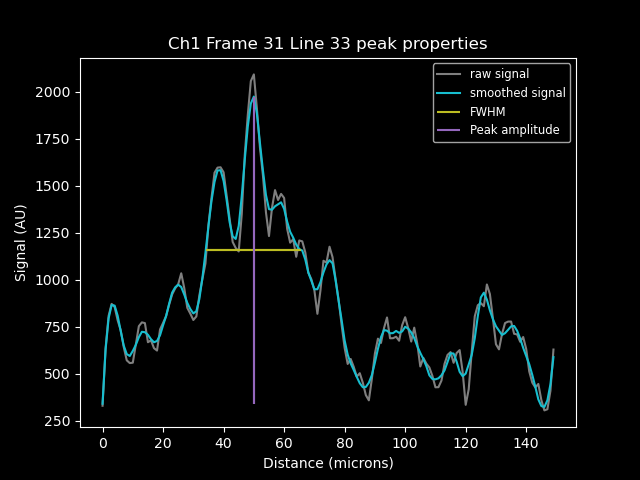 Ch1 Frame 31 Line 33 peak properties
raw signal
smoothed signal
FWHM
Peak amplitude
Signal (AU)
2000
1750
1500
1250
1000
750
500
250
0 20 40 60 80 100 120 140
Distance (microns)